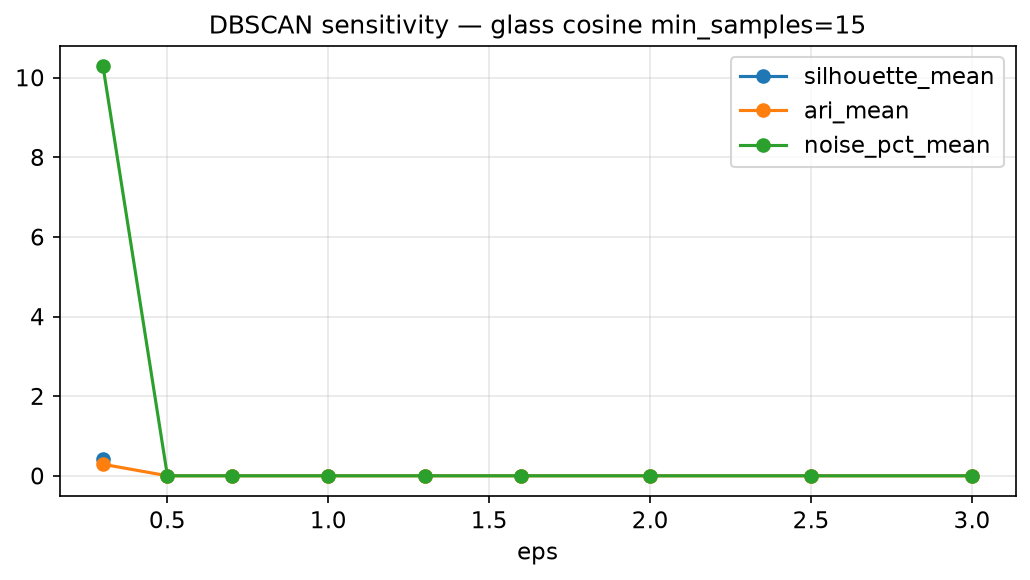 DBSCAN sensitivity — glass cosine min_samples=15
silhouette_mean
ari_mean
noise_pct_mean
10
8
6
4
2
0
0.5 1.0 1.5 2.0 2.5 3.0
eps